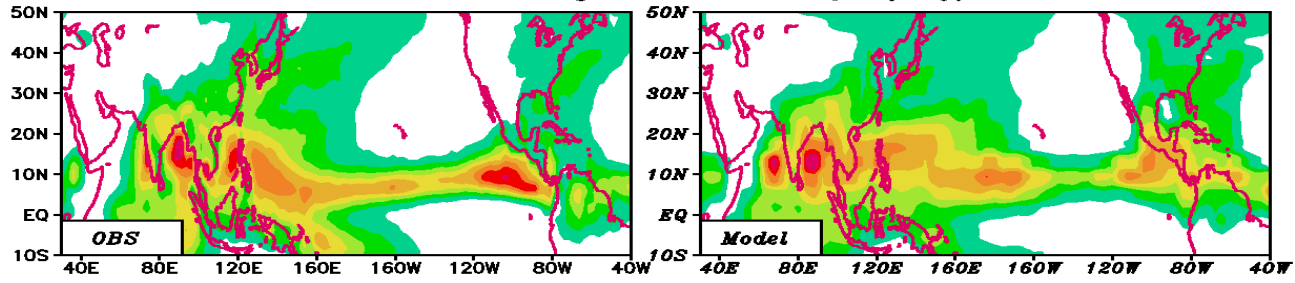 50N 50N
40N 40N
30N 30N
20N 20N
10N 10N
EQ EQ
OBS Model
10S 10S
40E 80E 120E 160E 160W 120W 80W 40W 40E 80E 120E 160E 160W 120W 80W 40W